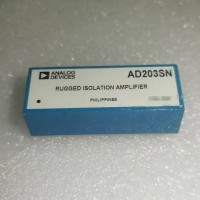 ANALOG
DEVICES
AD203SN
RUGGED ISOLATION AMPLIFIER
PHILIPPINES